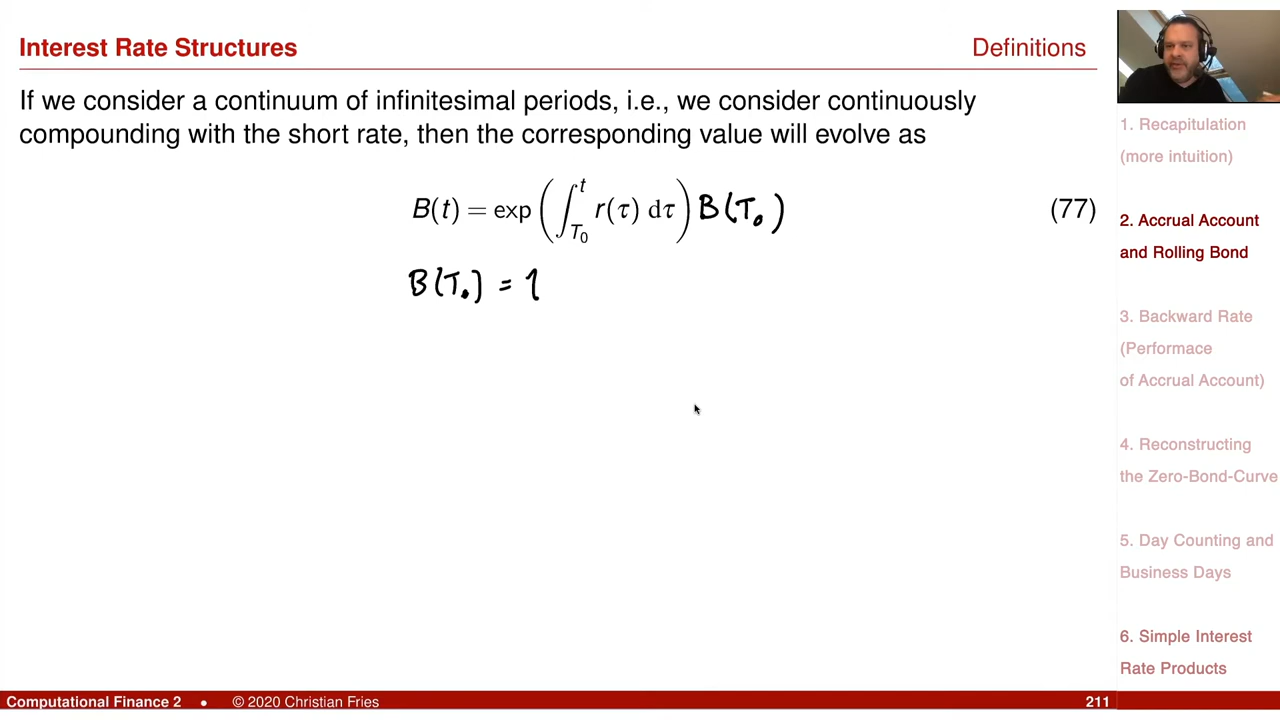 Interest Rate Structures
Definitions
If we consider a continuum of infinitesimal periods, i.e., we consider continuously
compounding with the short rate, then the corresponding value will evolve as
B(t) = exp(∫_{T₀}^{t} r(τ) dτ) B(T₀) (77)
B(T₀) = 1
1. Recapitulation
(more intuition)
2. Accrual Account
and Rolling Bond
3. Backward Rate
(Performace
of Accrual Account)
4. Reconstructing
the Zero-Bond-Curve
5. Day Counting and
Business Days
6. Simple Interest
Rate Products
Computational Finance 2 • © 2020 Christian Fries 211